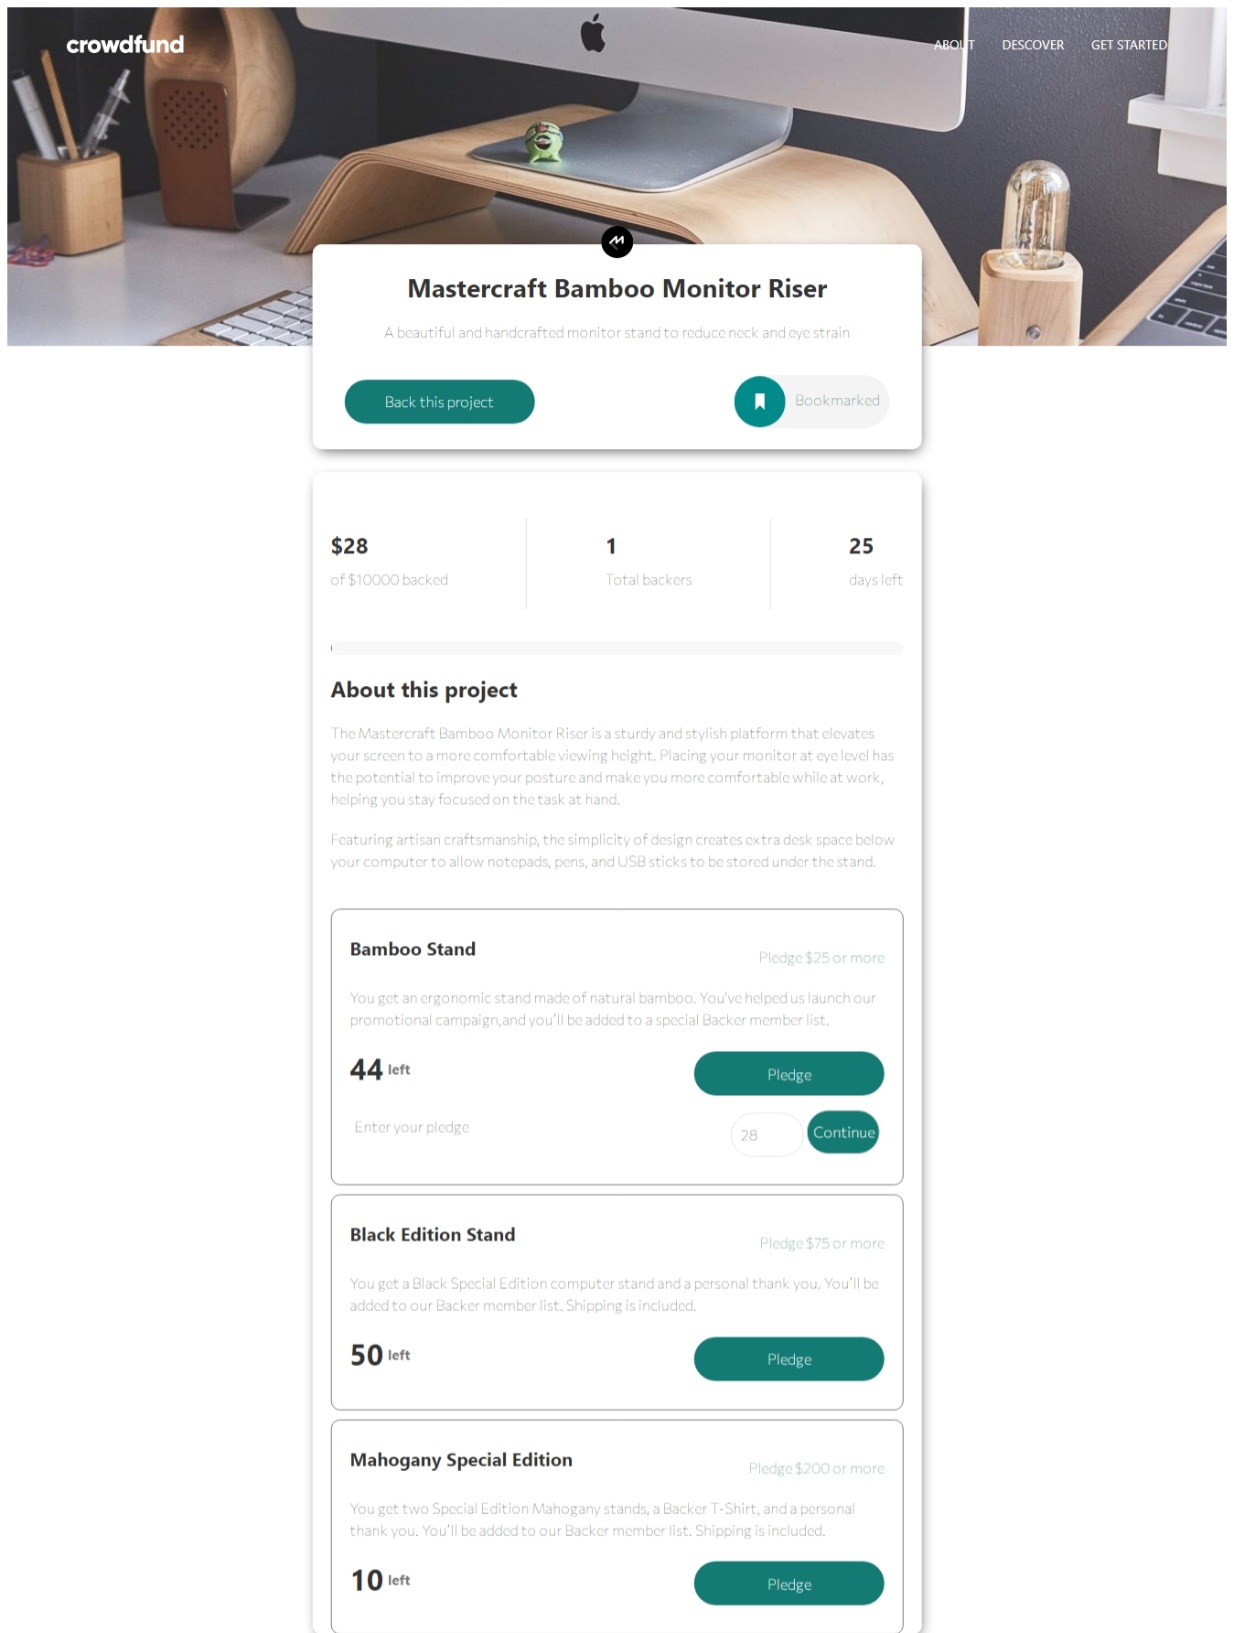 crowdfund
ABOUT DISCOVER GET STARTED
Mastercraft Bamboo Monitor Riser
A beautiful and handcrafted monitor stand to reduce neck and eye strain
Back this project
Bookmarked
$28
of $10000 backed
1
Total backers
25
days left
About this project
The Mastercraft Bamboo Monitor Riser is a sturdy and stylish platform that elevates
your screen to a more comfortable viewing height. Placing your monitor at eye level has
the potential to improve your posture and make you more comfortable while at work,
helping you stay focused on the task at hand.
Featuring artisan craftsmanship, the simplicity of design creates extra desk space below
your computer to allow notepads, pens, and USB sticks to be stored under the stand.
Bamboo Stand
Pledge $25 or more
You get an ergonomic stand made of natural bamboo. You've helped us launch our
promotional campaign,and you'll be added to a special Backer member list.
44 left
Pledge
Enter your pledge
28
Continue
Black Edition Stand
Pledge $75 or more
You get a Black Special Edition computer stand and a personal thank you. You'll be
added to our Backer member list. Shipping is included.
50 left
Pledge
Mahogany Special Edition
Pledge $200 or more
You get two Special Edition Mahogany stands, a Backer T-Shirt, and a personal
thank you. You'll be added to our Backer member list. Shipping is included.
10 left
Pledge